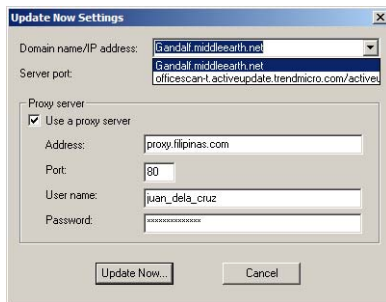 Update Now Settings
Domain name/IP address: Gandalf.middleearth.net
Gandalf.middleearth.net
Server port: officescan-t.activeupdate.trendmicro.com/activeu
Proxy server
Use a proxy server
Address: proxy.filipinas.com
Port: 80
User name: juan_dela_cruz
Password: xxxxxxxxxxxxx
Update Now... Cancel